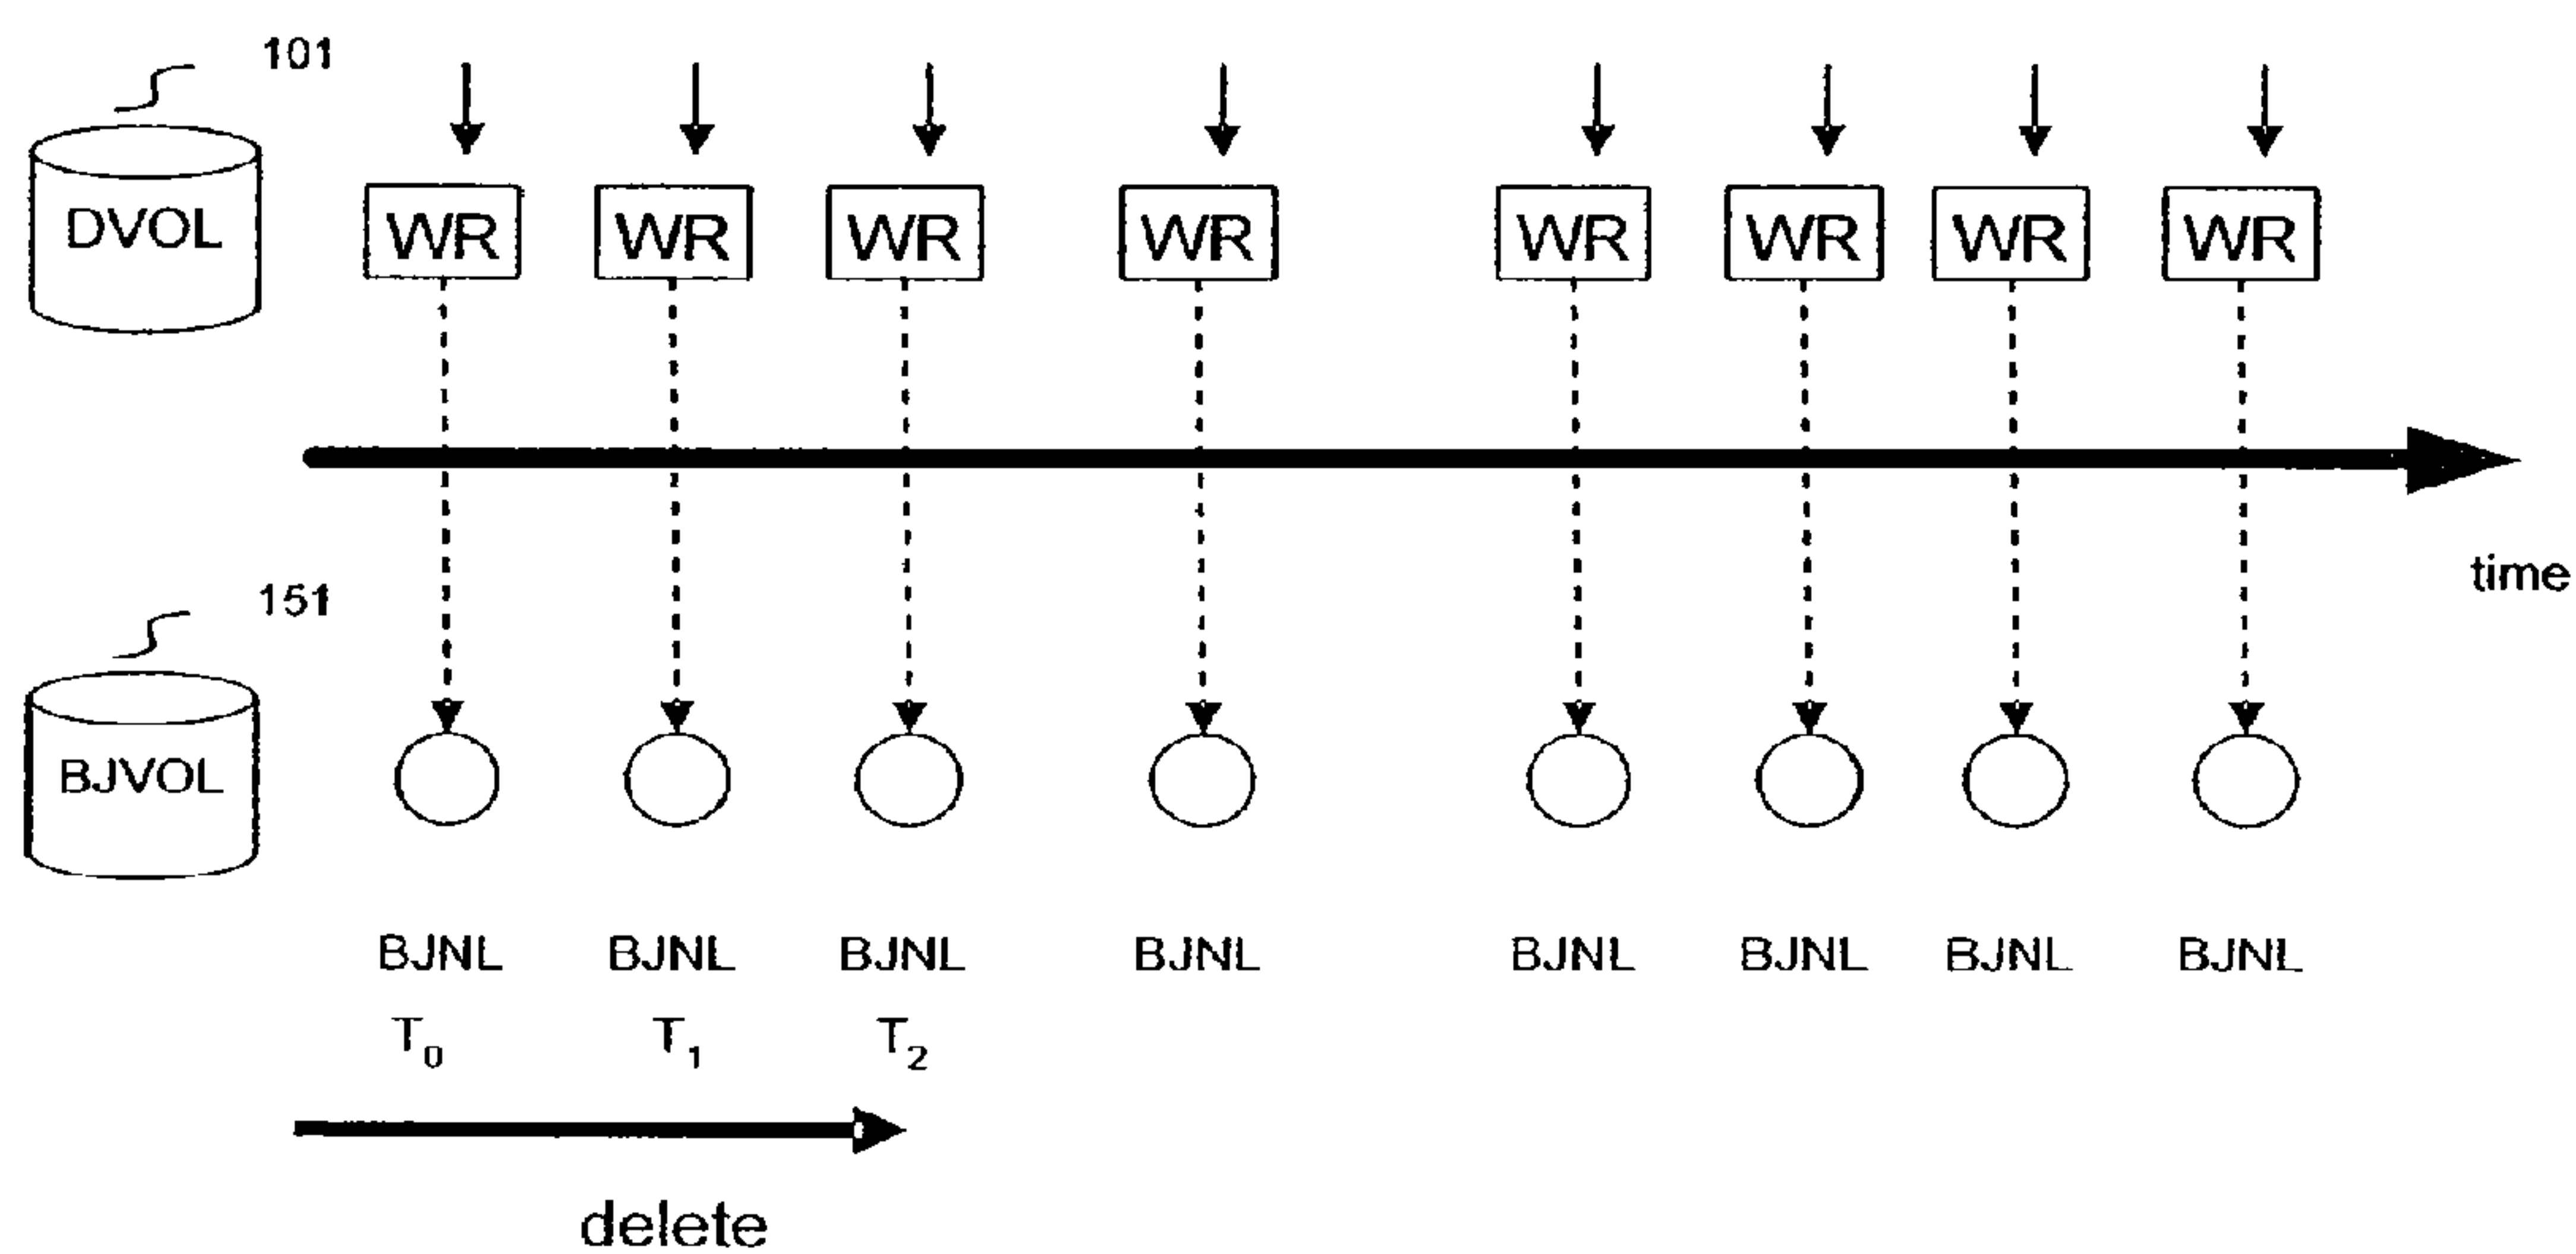 101
DVOL WR WR WR WR WR WR WR WR
time
151
BJVOL
BJNL BJNL BJNL BJNL BJNL BJNL BJNL BJNL
T0 T1 T2
delete